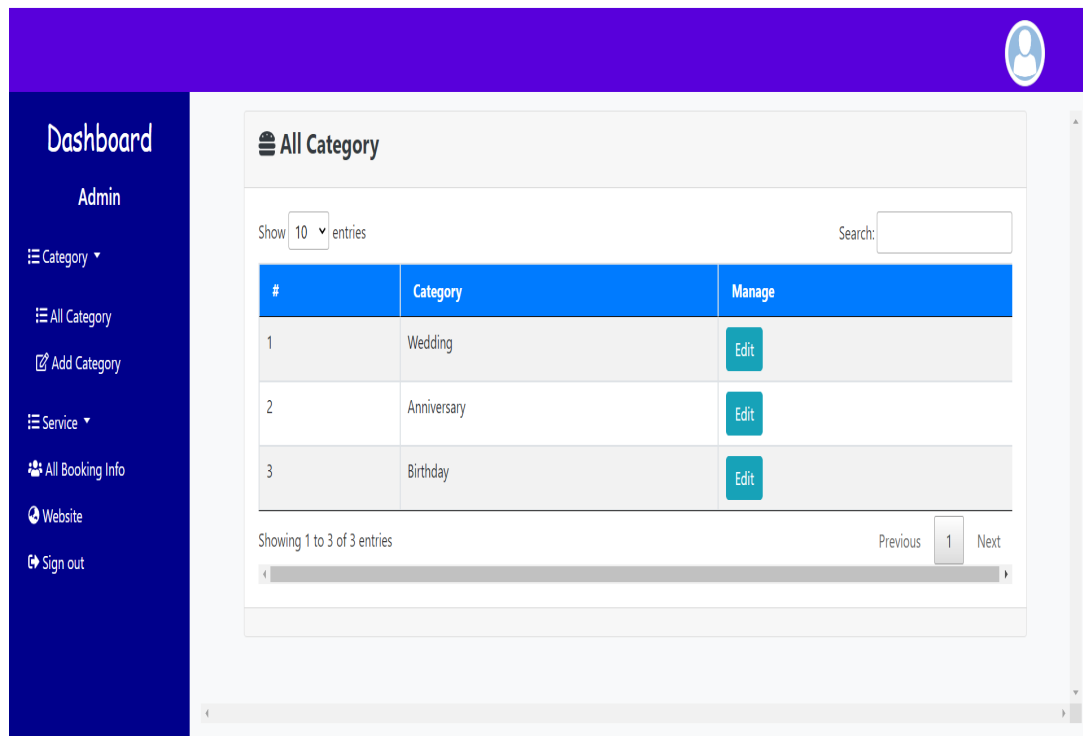 Dashboard
Admin
Category
All Category
Add Category
Service
All Booking Info
Website
Sign out
All Category
Show 10 entries Search:
# Category Manage
1 Wedding Edit
2 Anniversary Edit
3 Birthday Edit
Showing 1 to 3 of 3 entries Previous 1 Next